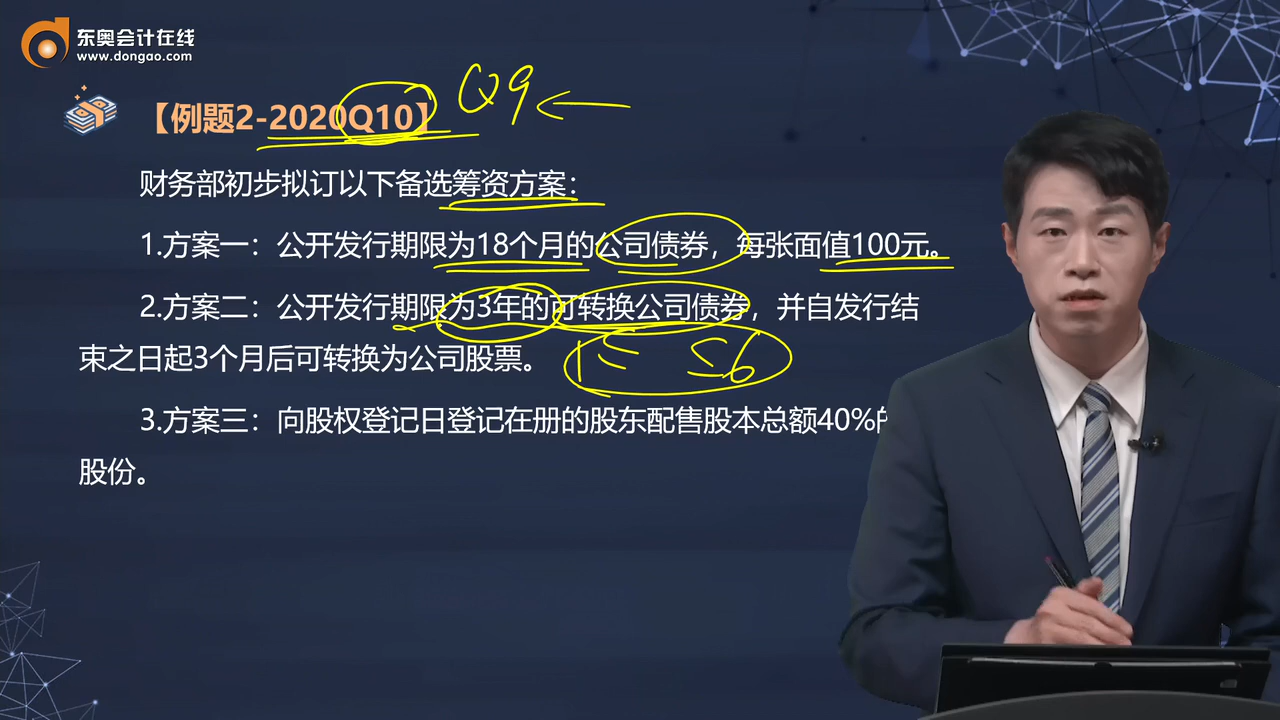 东奥会计在线
www.dongao.com
【例题2-2020Q10】 Q9
财务部初步拟订以下备选筹资方案：
1.方案一：公开发行期限为18个月的公司债券，每张面值100元。
2.方案二：公开发行期限为3年的可转换公司债券，并自发行结
束之日起3个月后可转换为公司股票。
3.方案三：向股权登记日登记在册的股东配售股本总额40%的
股份。